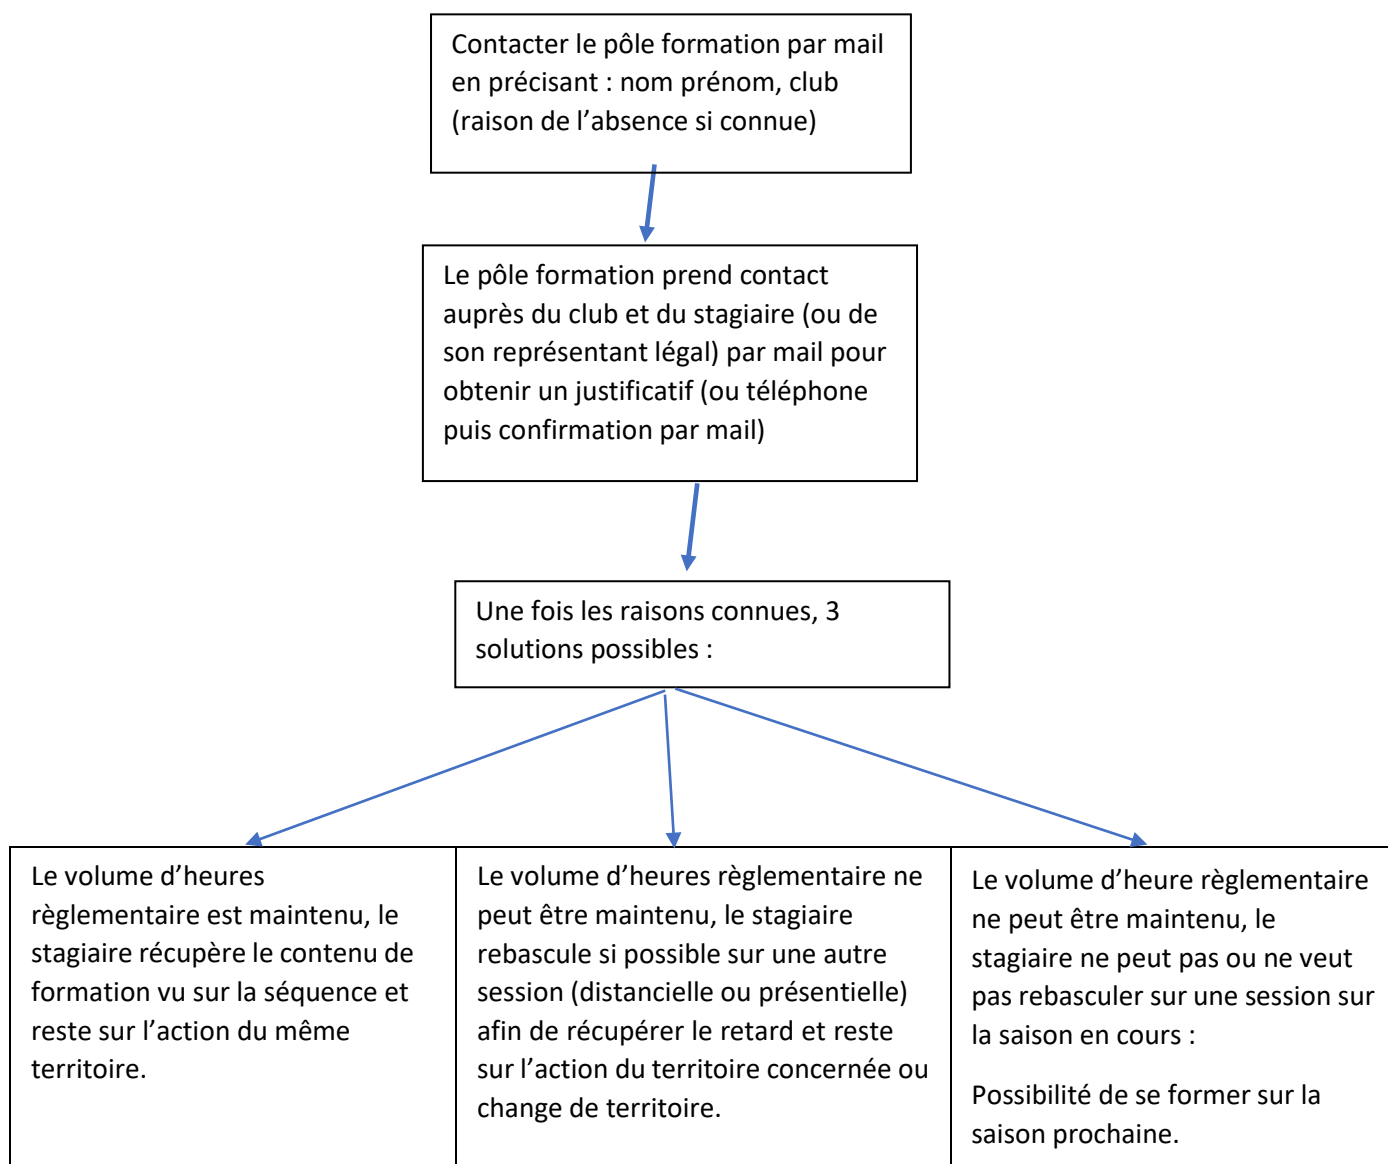 Contacter le pôle formation par mail
en précisant : nom prénom, club
(raison de l’absence si connue)
Le pôle formation prend contact
auprès du club et du stagiaire (ou de
son représentant légal) par mail pour
obtenir un justificatif (ou téléphone
puis confirmation par mail)
Une fois les raisons connues, 3
solutions possibles :
Le volume d’heures
règlementaire est maintenu, le
stagiaire récupère le contenu de
formation vu sur la séquence et
reste sur l’action du même
territoire.
Le volume d’heures règlementaire ne
peut être maintenu, le stagiaire
rebascule si possible sur une autre
session (distancielle ou présentielle)
afin de récupérer le retard et reste
sur l’action du territoire concernée ou
change de territoire.
Le volume d’heure règlementaire
ne peut être maintenu, le
stagiaire ne peut pas ou ne veut
pas rebasculer sur une session sur
la saison en cours :
Possibilité de se former sur la
saison prochaine.